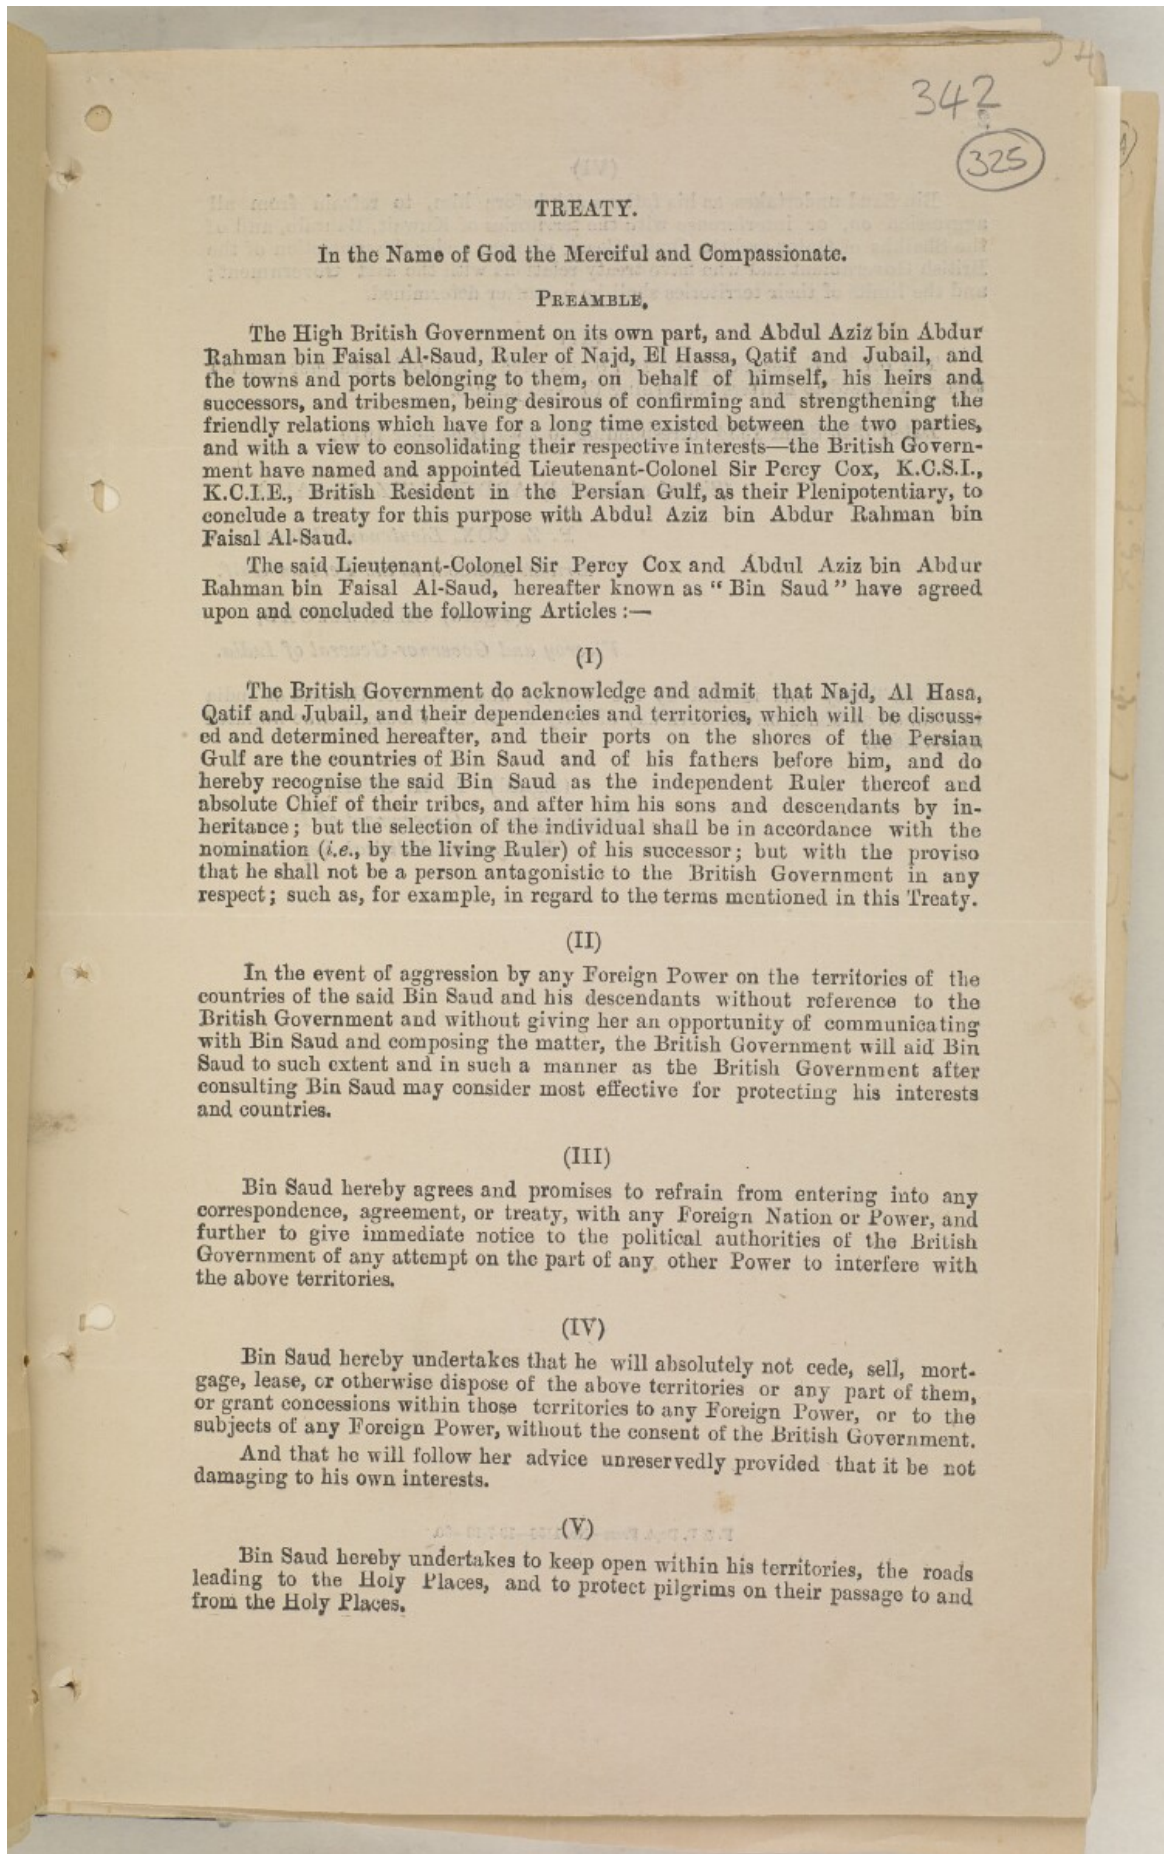 342
325
TREATY.
In the Name of God the Merciful and Compassionate.
PREAMBLE.
The High British Government on its own part, and Abdul Aziz bin Abdur
Rahman bin Faisal Al-Saud, Ruler of Najd, El Hassa, Qatif and Jubail, and
the towns and ports belonging to them, on behalf of himself, his heirs and
successors, and tribesmen, being desirous of confirming and strengthening the
friendly relations which have for a long time existed between the two parties,
and with a view to consolidating their respective interests—the British Govern-
ment have named and appointed Lieutenant-Colonel Sir Percy Cox, K.C.S.I.,
K.C.I.E., British Resident in the Persian Gulf, as their Plenipotentiary, to
conclude a treaty for this purpose with Abdul Aziz bin Abdur Rahman bin
Faisal Al-Saud.
The said Lieutenant-Colonel Sir Percy Cox and Abdul Aziz bin Abdur
Rahman bin Faisal Al-Saud, hereafter known as “ Bin Saud ” have agreed
upon and concluded the following Articles :—
(I)
The British Government do acknowledge and admit that Najd, Al Hasa,
Qatif and Jubail, and their dependencies and territories, which will be discuss-
ed and determined hereafter, and their ports on the shores of the Persian
Gulf are the countries of Bin Saud and of his fathers before him, and do
hereby recognise the said Bin Saud as the independent Ruler thereof and
absolute Chief of their tribes, and after him his sons and descendants by in-
heritance ; but the selection of the individual shall be in accordance with the
nomination (i.e., by the living Ruler) of his successor ; but with the proviso
that he shall not be a person antagonistic to the British Government in any
respect ; such as, for example, in regard to the terms mentioned in this Treaty.
(II)
In the event of aggression by any Foreign Power on the territories of the
countries of the said Bin Saud and his descendants without reference to the
British Government and without giving her an opportunity of communicating
with Bin Saud and composing the matter, the British Government will aid Bin
Saud to such extent and in such a manner as the British Government after
consulting Bin Saud may consider most effective for protecting his interests
and countries.
(III)
Bin Saud hereby agrees and promises to refrain from entering into any
correspondence, agreement, or treaty, with any Foreign Nation or Power, and
further to give immediate notice to the political authorities of the British
Government of any attempt on the part of any other Power to interfere with
the above territories.
(IV)
Bin Saud hereby undertakes that he will absolutely not cede, sell, mort-
gage, lease, or otherwise dispose of the above territories or any part of them,
or grant concessions within those territories to any Foreign Power, or to the
subjects of any Foreign Power, without the consent of the British Government.
And that he will follow her advice unreservedly provided that it be not
damaging to his own interests.
(V)
Bin Saud hereby undertakes to keep open within his territories, the roads
leading to the Holy Places, and to protect pilgrims on their passage to and
from the Holy Places.